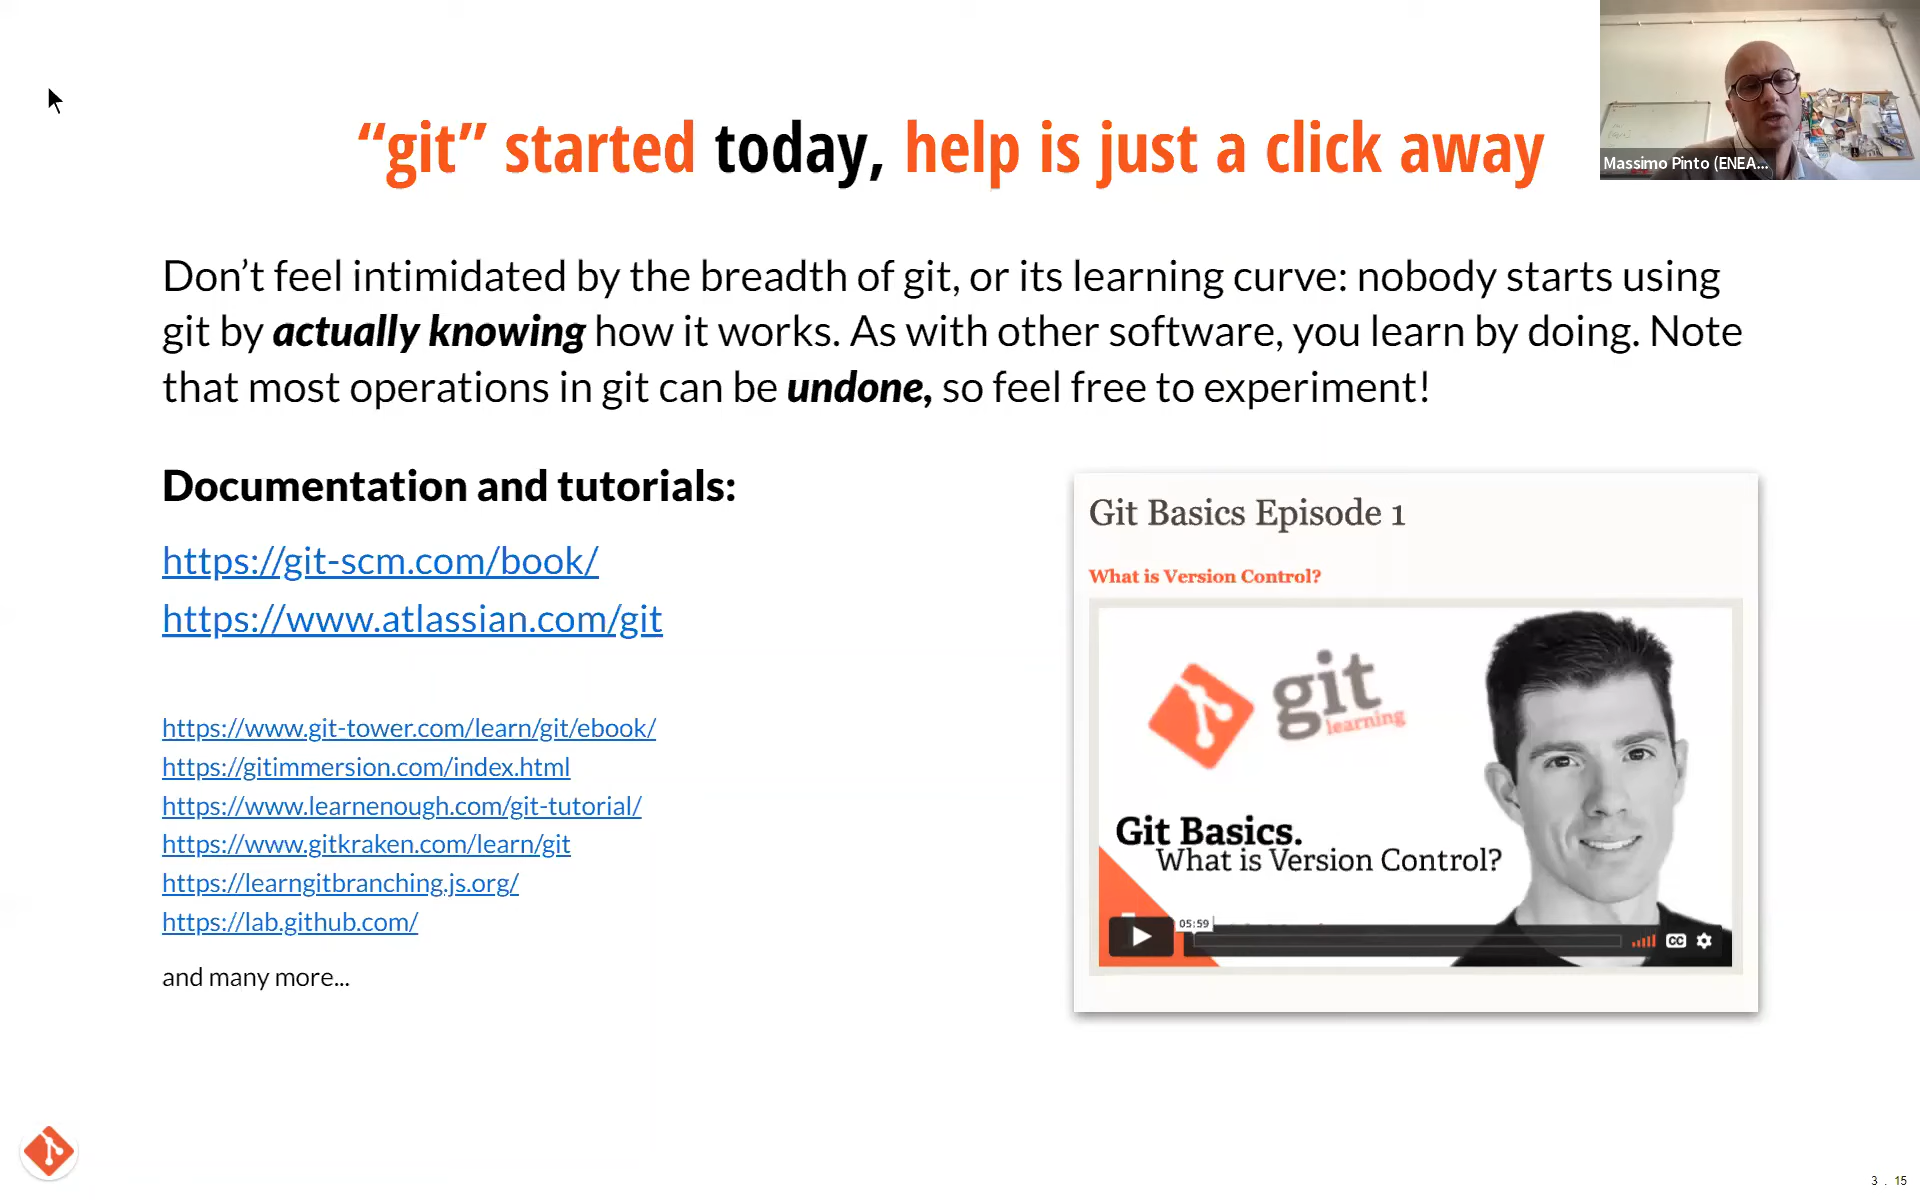 “git” started today, help is just a click away
Massimo Pinto (ENEA...
Don’t feel intimidated by the breadth of git, or its learning curve: nobody starts using
git by actually knowing how it works. As with other software, you learn by doing. Note
that most operations in git can be undone, so feel free to experiment!
Documentation and tutorials:
https://git-scm.com/book/
https://www.atlassian.com/git
https://www.git-tower.com/learn/git/ebook/
https://gitimmersion.com/index.html
https://www.learnenough.com/git-tutorial/
https://www.gitkraken.com/learn/git
https://learngitbranching.js.org/
https://lab.github.com/
and many more...
Git Basics Episode 1
What is Version Control?
git
learning
Git Basics.
What is Version Control?
05:59
CC
3 . 15